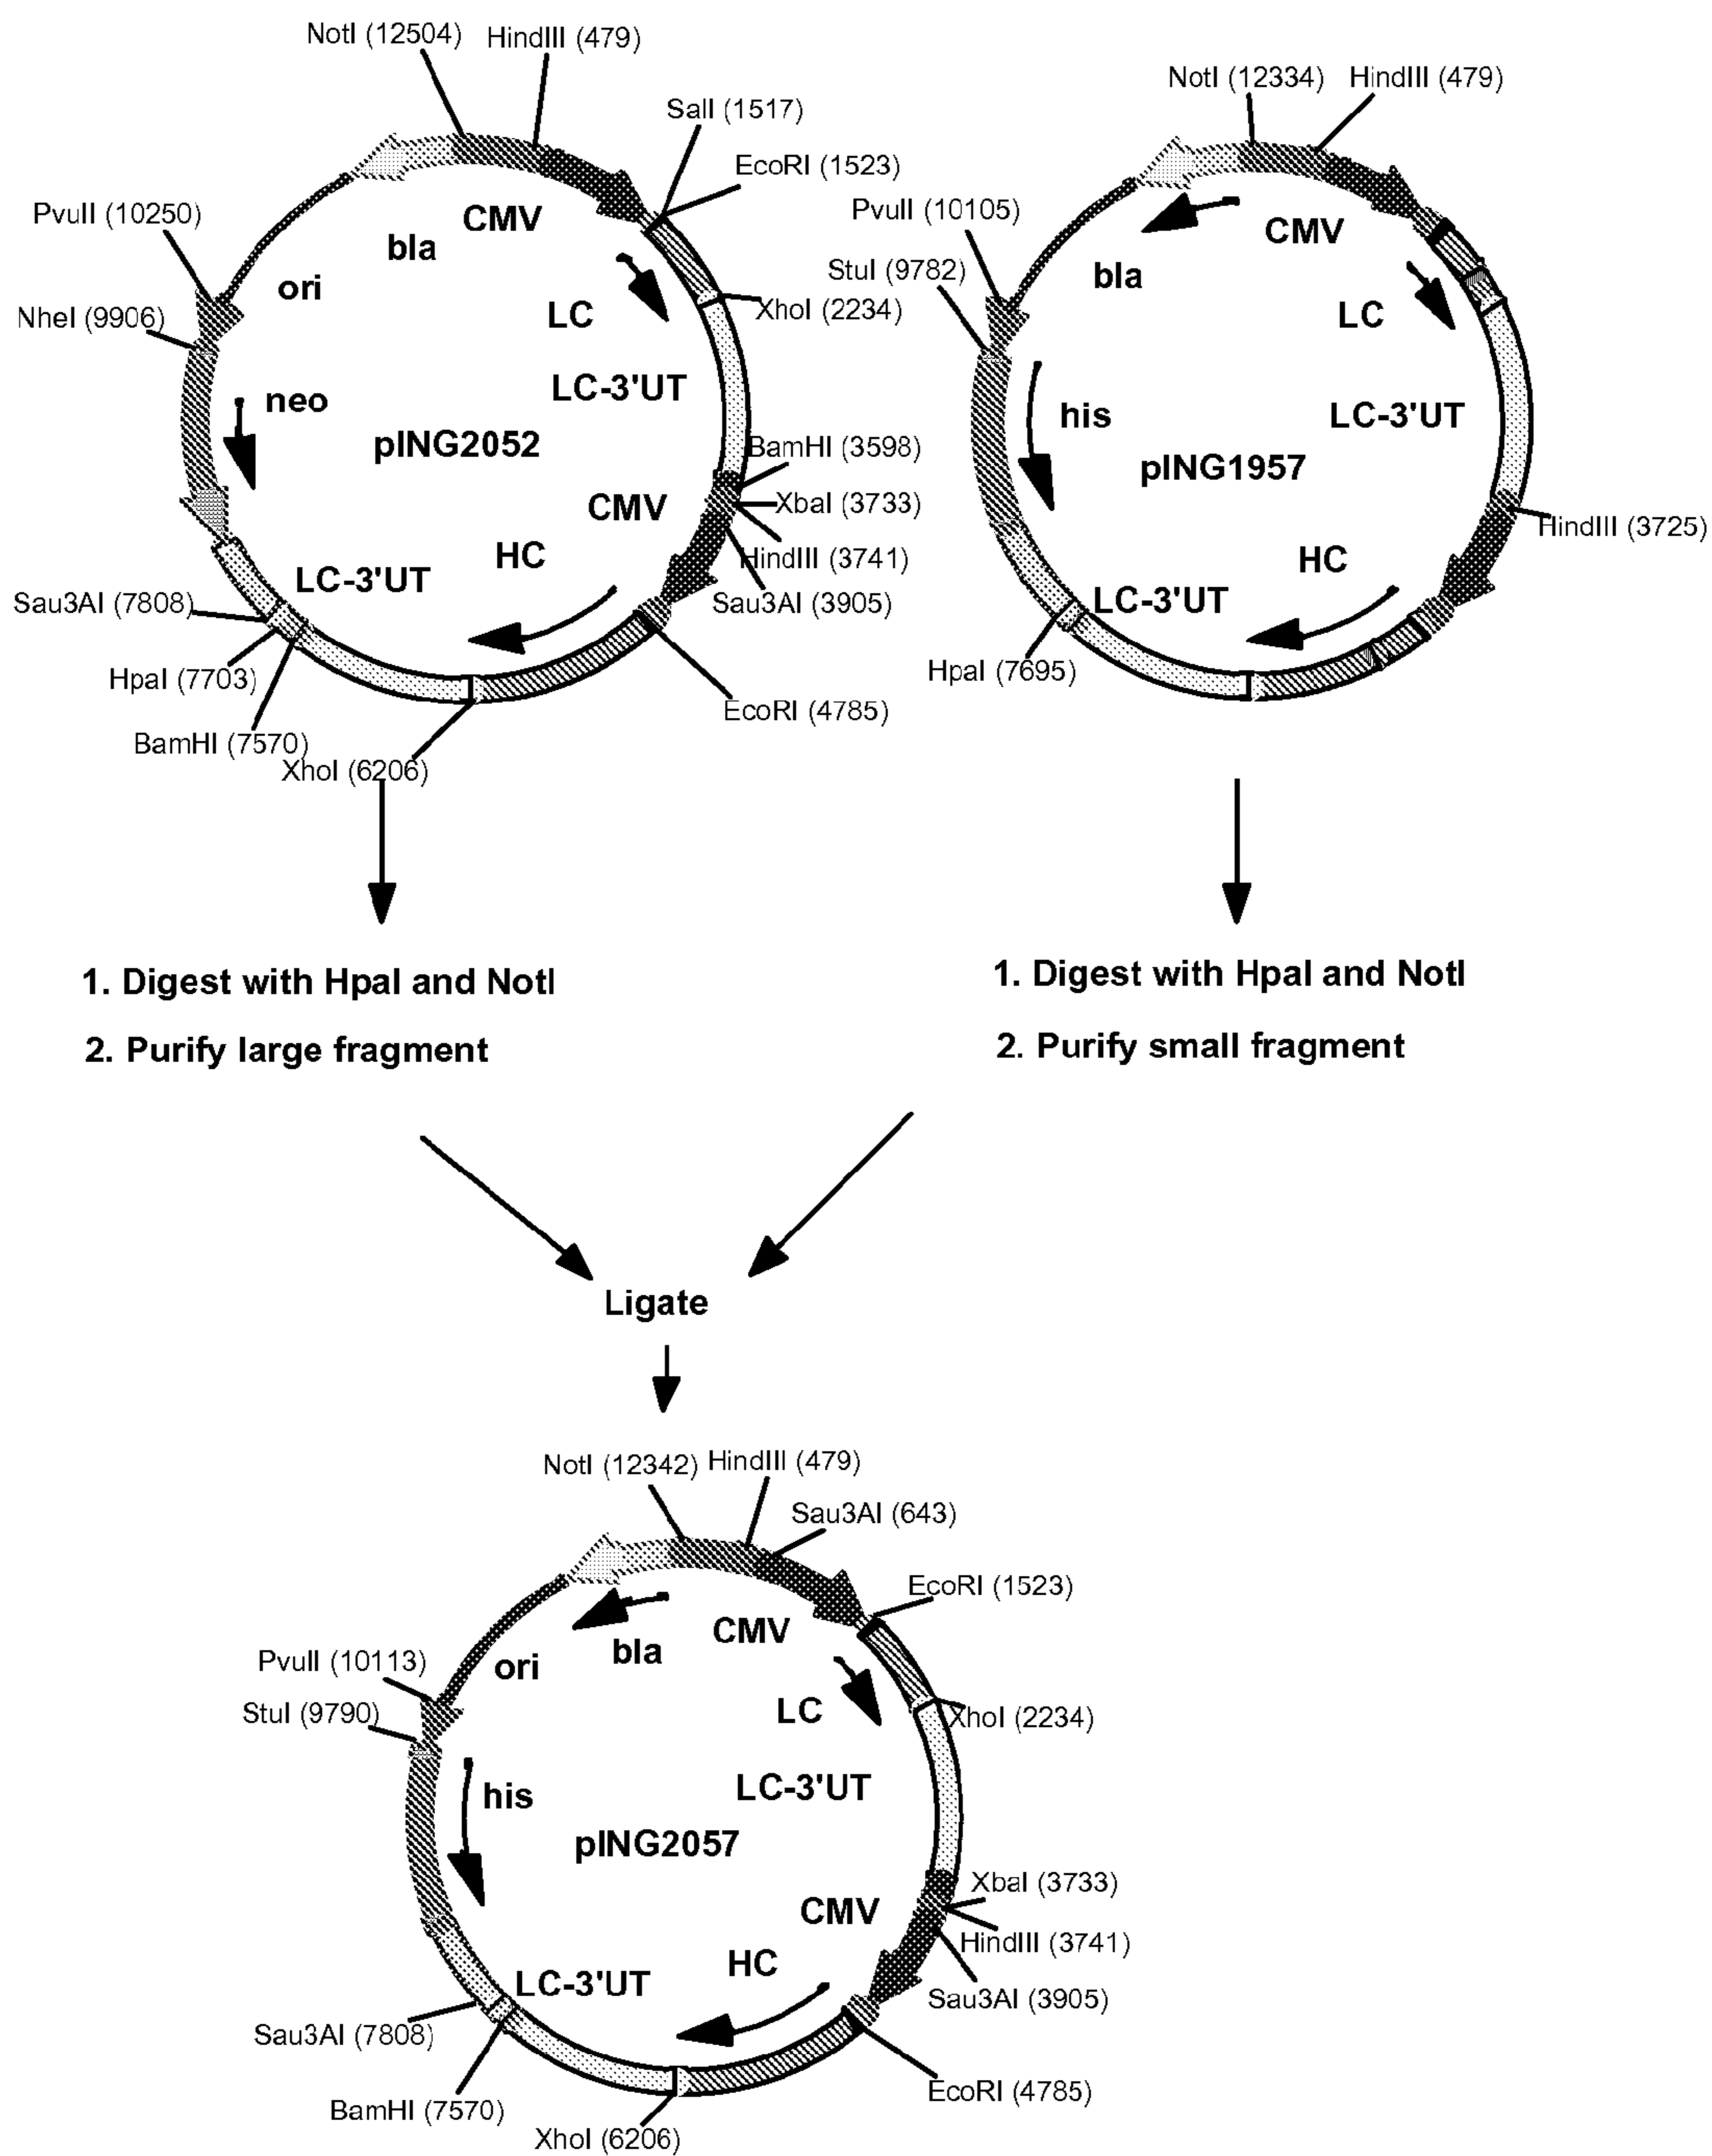 NotI (12504)
HindIII (479)
SalI (1517)
EcoRI (1523)
PvuII (10250)
NheI (9906)
CMV
bla
ori
LC
XhoI (2234)
LC-3'UT
neo
pING2052
BamHI (3598)
XbaI (3733)
CMV
HindIII (3741)
HC
LC-3'UT
Sau3AI (7808)
Sau3AI (3905)
HpaI (7703)
EcoRI (4785)
BamHI (7570)
XhoI (6206)
NotI (12334)
HindIII (479)
PvuII (10105)
StuI (9782)
CMV
bla
LC
his
LC-3'UT
pING1957
HindIII (3725)
HC
LC-3'UT
HpaI (7695)
1. Digest with HpaI and NotI
2. Purify large fragment
1. Digest with HpaI and NotI
2. Purify small fragment
Ligate
NotI (12342)
HindIII (479)
Sau3AI (643)
EcoRI (1523)
CMV
bla
PvuII (10113)
ori
StuI (9790)
LC
XhoI (2234)
LC-3'UT
his
pING2057
XbaI (3733)
CMV
HindIII (3741)
HC
LC-3'UT
Sau3AI (3905)
Sau3AI (7808)
EcoRI (4785)
BamHI (7570)
XhoI (6206)